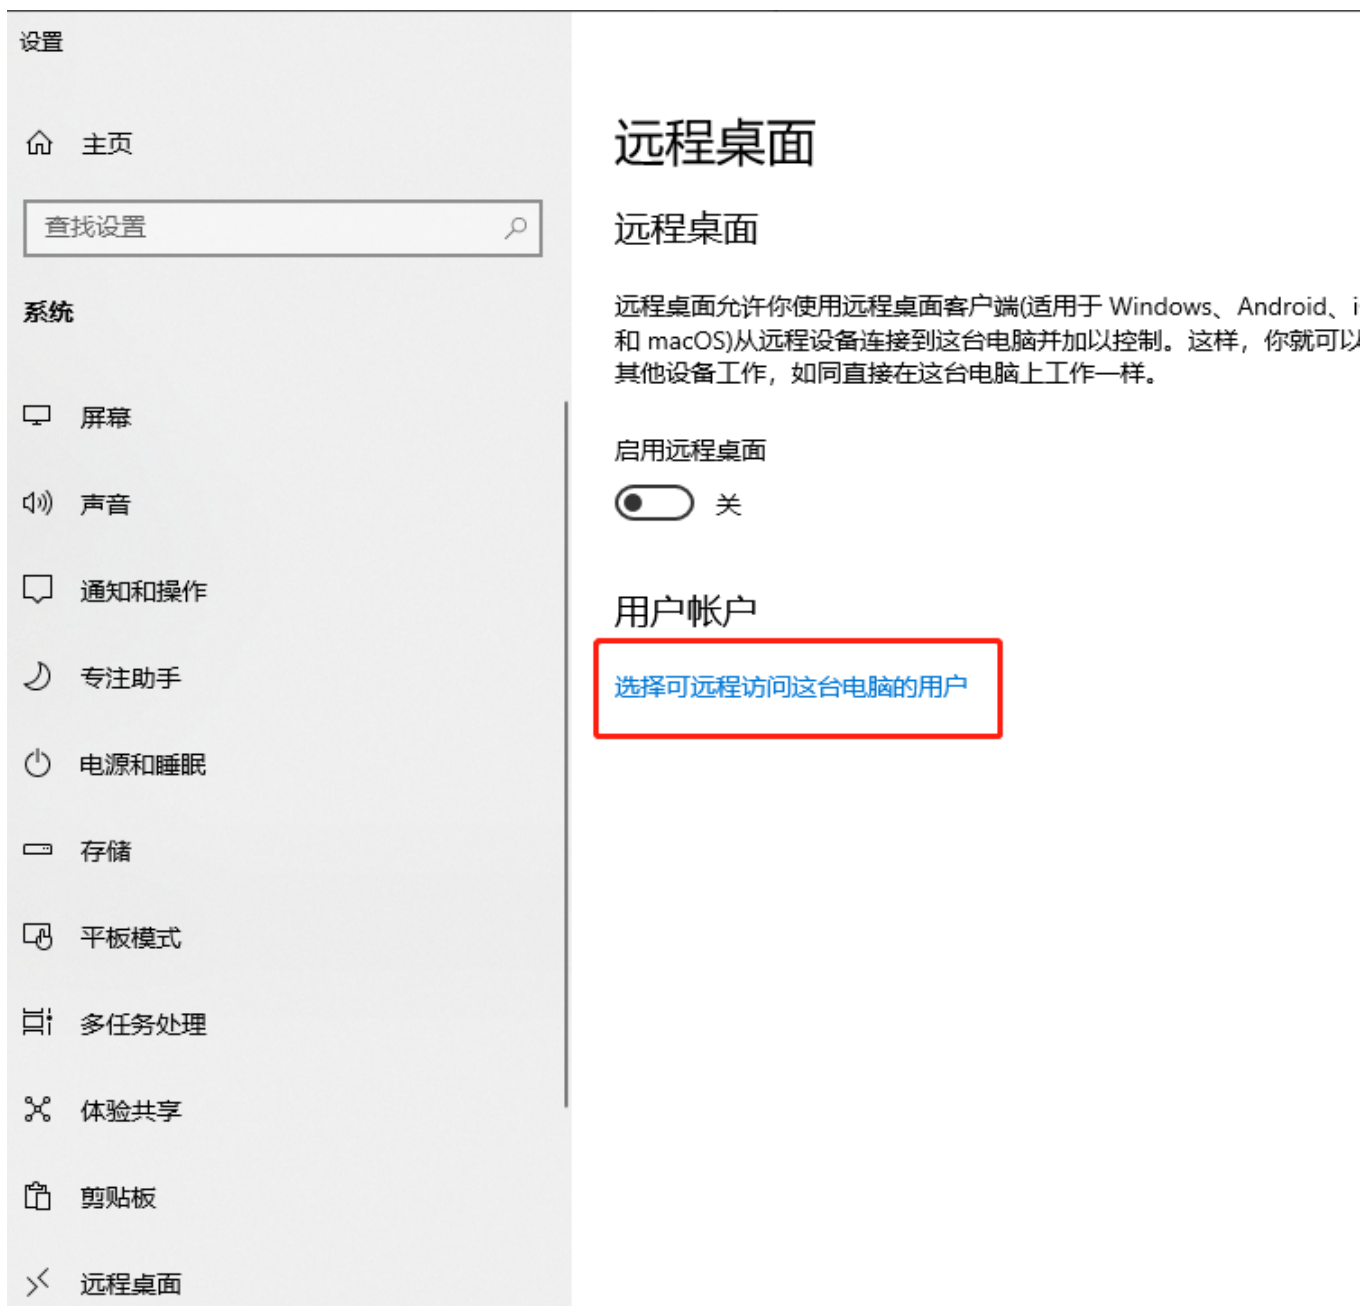 设置
主页
查找设置
系统
屏幕
声音
通知和操作
专注助手
电源和睡眠
存储
平板模式
多任务处理
体验共享
剪贴板
远程桌面
远程桌面
远程桌面
远程桌面允许你使用远程桌面客户端(适用于 Windows、Android、i
和 macOS)从远程设备连接到这台电脑并加以控制。这样，你就可以
其他设备工作，如同直接在这台电脑上工作一样。
启用远程桌面
关
用户帐户
选择可远程访问这台电脑的用户